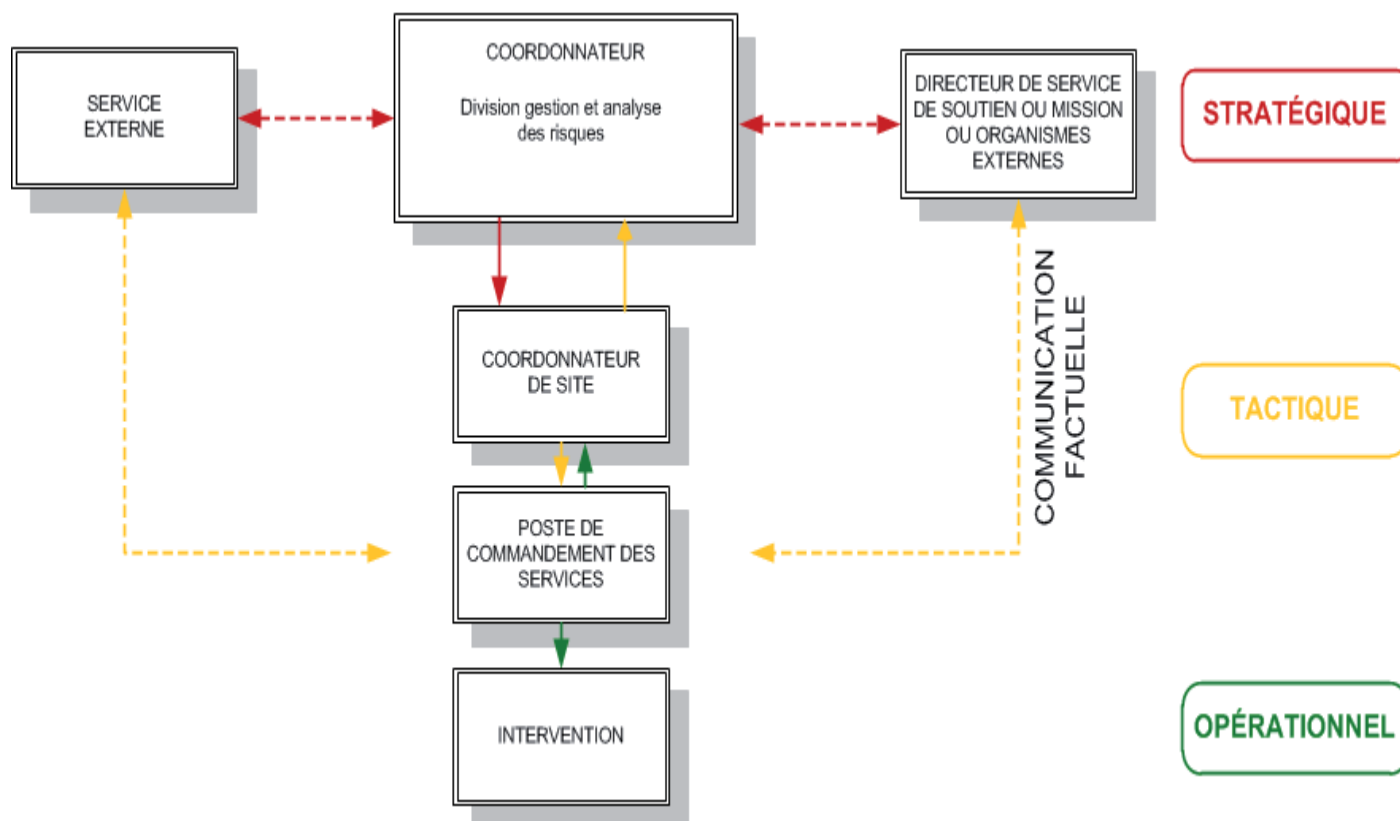 SERVICE
EXTERNE
COORDONNATEUR
Division gestion et analyse
des risques
DIRECTEUR DE SERVICE
DE SOUTIEN OU MISSION
OU ORGANISMES
EXTERNES
STRATÉGIQUE
COORDONNATEUR
DE SITE
COMMUNICATION
FACTUELLE
TACTIQUE
POSTE DE
COMMANDEMENT DES
SERVICES
INTERVENTION
OPÉRATIONNEL